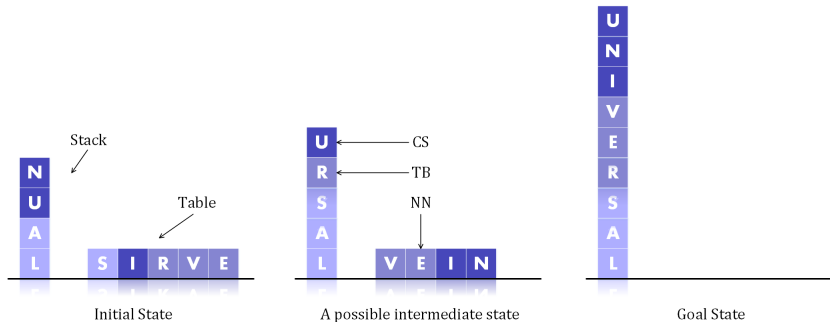 Stack
N
U
A
L
Table
S I R V E
Initial State
CS
TB
NN
U
R
S
A
L
V E I N
A possible intermediate state
U
N
I
V
E
R
S
A
L
Goal State